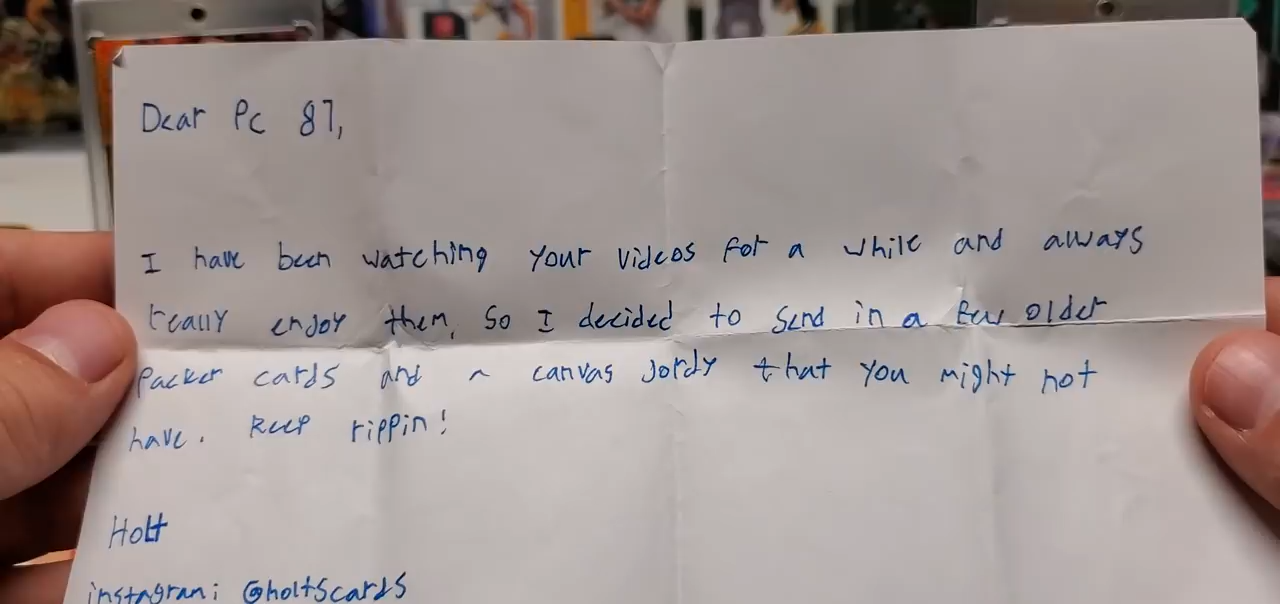 Dear Pc 87,
I have been watching your videos for a while and always
really enjoy them, so I decided to send in a few older
Packer cards and a canvas Jordy that you might not
have. Keep rippin!
Holt
instagram: @holtscards